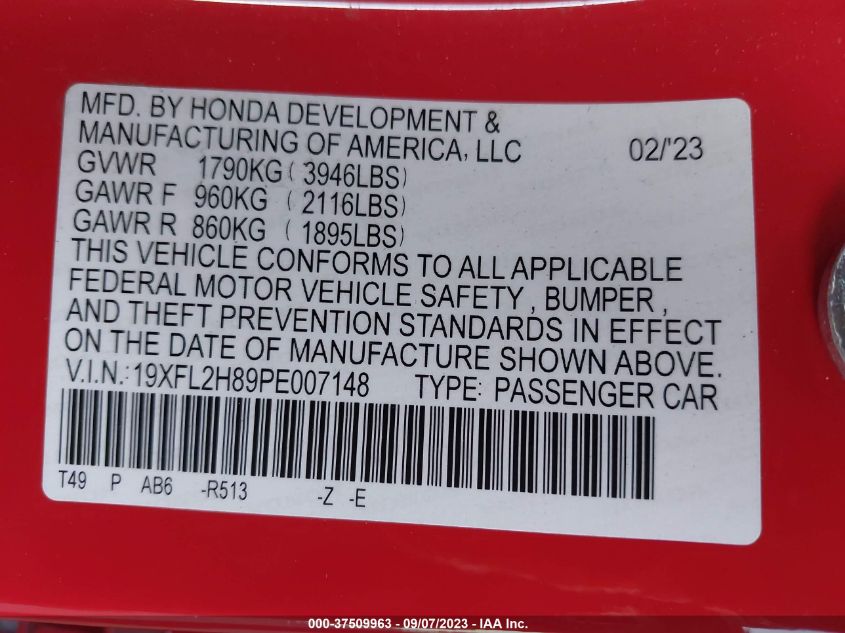 MFD. BY HONDA DEVELOPMENT &
MANUFACTURING OF AMERICA, LLC 02/'23
GVWR 1790KG ( 3946LBS)
GAWR F 960KG ( 2116LBS)
GAWR R 860KG ( 1895LBS)
THIS VEHICLE CONFORMS TO ALL APPLICABLE
FEDERAL MOTOR VEHICLE SAFETY , BUMPER ,
AND THEFT PREVENTION STANDARDS IN EFFECT
ON THE DATE OF MANUFACTURE SHOWN ABOVE.
V.I.N.:19XFL2H89PE007148 TYPE: PASSENGER CAR
T49 P AB6 -R513 -Z -E
000-37509963 - 09/07/2023 - IAA Inc.